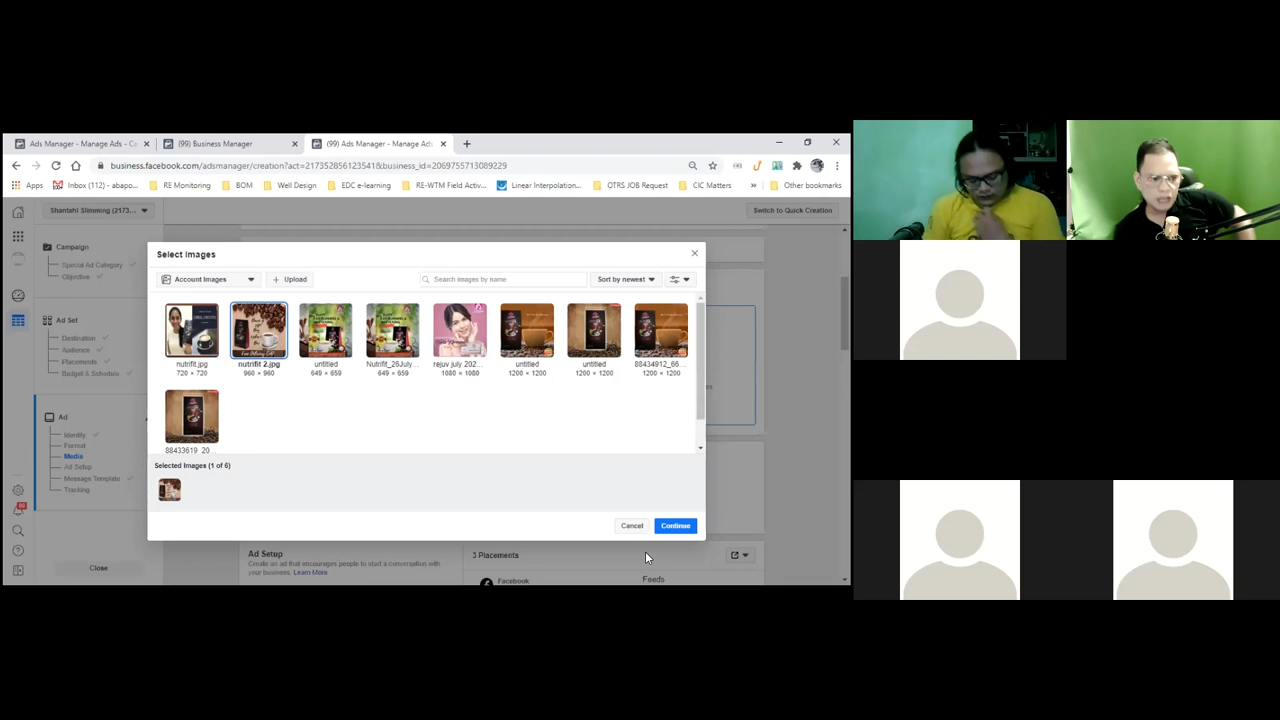 Ads Manager - Manage Ads - Ca
(99) Business Manager
(99) Ads Manager - Manage Ads
business.facebook.com/adsmanager/creation?act=217352856123541&business_id=2069755713089229
Apps
Inbox (112) - abapo...
RE Monitoring
BOM
Well Design
EDC e-learning
RE-WTM Field Activ...
Linear Interpolation...
OTRS JOB Request
CIC Matters
Other bookmarks
Shantahl Slimming (2173...
Switch to Quick Creation
Campaign
Special Ad Category
Objective
Ad Set
Destination
Audience
Placements
Budget & Schedule
Ad
Identity
Format
Media
Ad Setup
Message Template
Tracking
Close
Select Images
Account Images
+ Upload
Search images by name
Sort by newest
nutrifit.jpg
720 × 720
nutrifit 2.jpg
960 × 960
untitled
649 × 659
Nutrifit_26July...
649 × 659
rejuv july 202...
1080 × 1080
untitled
1200 × 1200
untitled
1200 × 1200
88434912_66...
1200 × 1200
88433619_20...
Selected Images (1 of 6)
Cancel
Continue
Ad Setup
Create an ad that encourages people to start a conversation with
your business. Learn More
3 Placements
Facebook
Feeds